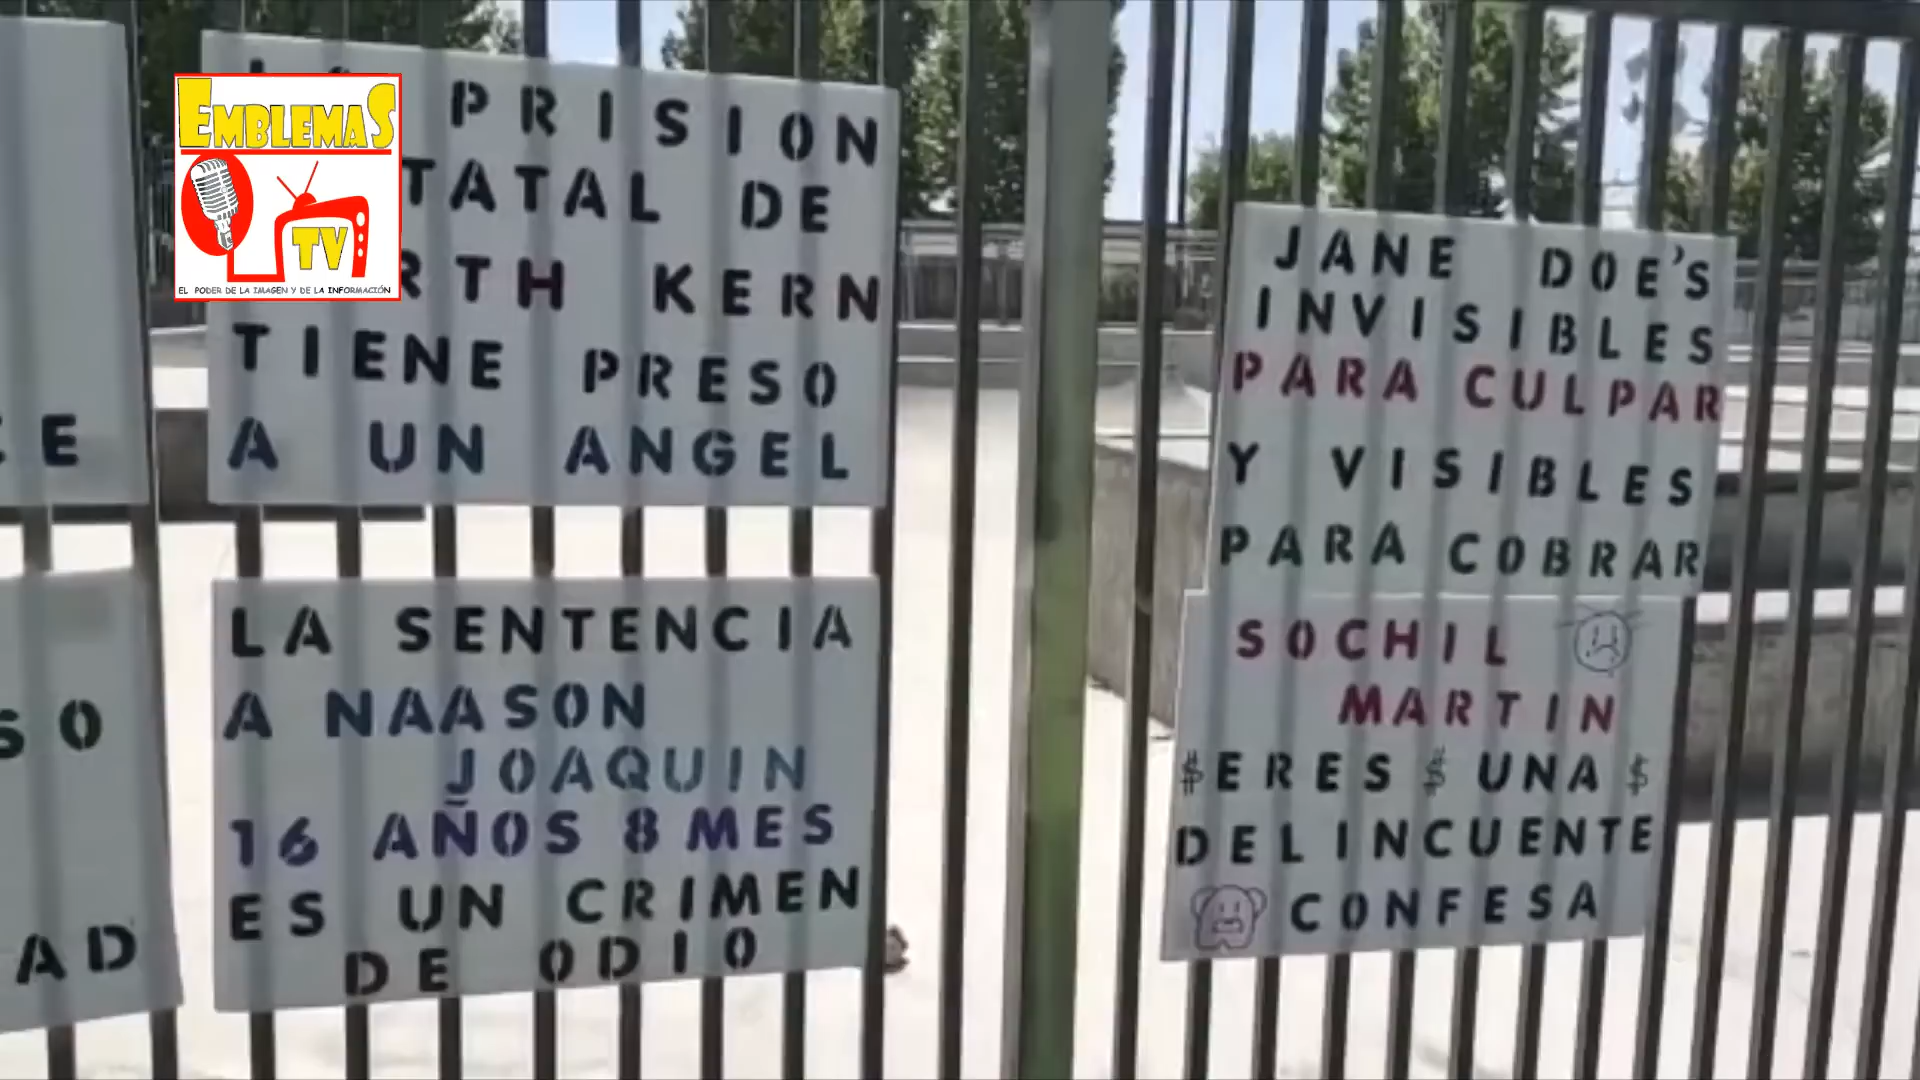 EMBLEMAS
TV
EL PODER DE LA IMAGEN Y DE LA INFORMACIÓN
PRISION
TATAL DE
RTH KERN
TIENE PRESO
A UN ANGEL
LA SENTENCIA
A NAASON
JOAQUIN
16 AÑOS 8 MES
ES UN CRIMEN
DE ODIO
JANE DOE'S
INVISIBLES
PARA CULPAR
Y VISIBLES
PARA COBRAR
SOCHIL
MARTIN
$ERES $ UNA $
DELINCUENTE
CONFESA
E
SO
AD